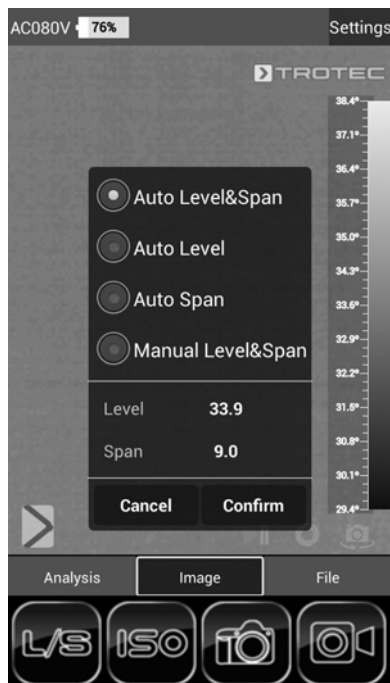 AC080V 76% Settings
TROTEC
38.4°
37.1°
36.4°
Auto Level&Span
35.7°
Auto Level
35.0°
34.3°
Auto Span
33.6°
Manual Level&Span
32.9°
32.2°
Level 33.9
31.5°
Span 9.0
30.8°
30.1°
Cancel Confirm
29.4°
Analysis Image File
L/S ISO